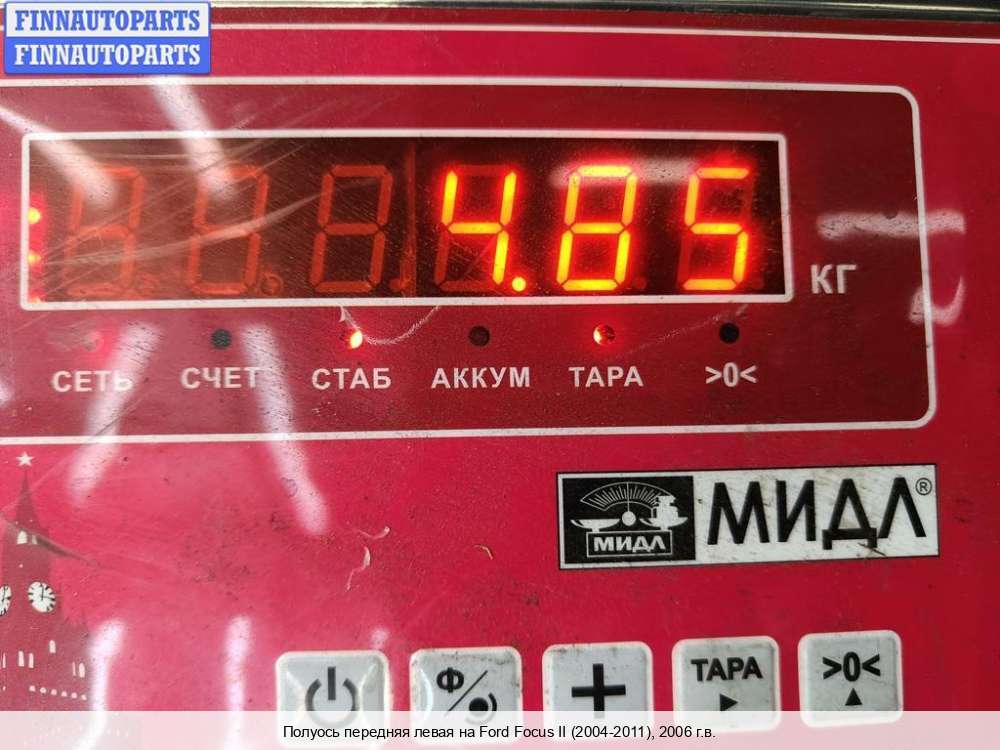 FINNAUTOPARTS
FINNAUTOPARTS
4.85
КГ
СЕТЬ СЧЕТ СТАБ АККУМ ТАРА >0<
МИДЛ
МИДЛ®
Ф ТАРА >0<
Полуось передняя левая на Ford Focus II (2004-2011), 2006 г.в.